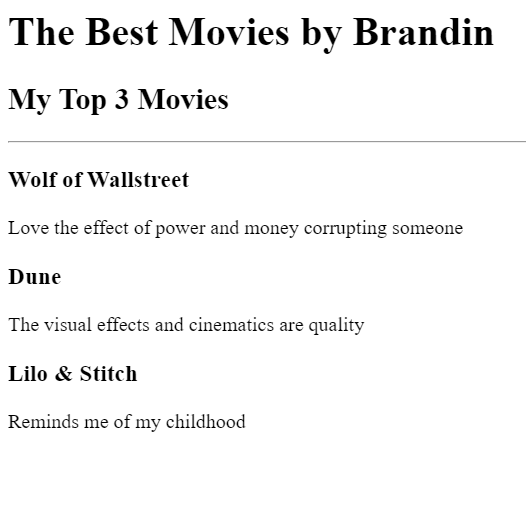 The Best Movies by Brandin
My Top 3 Movies
Wolf of Wallstreet
Love the effect of power and money corrupting someone
Dune
The visual effects and cinematics are quality
Lilo & Stitch
Reminds me of my childhood